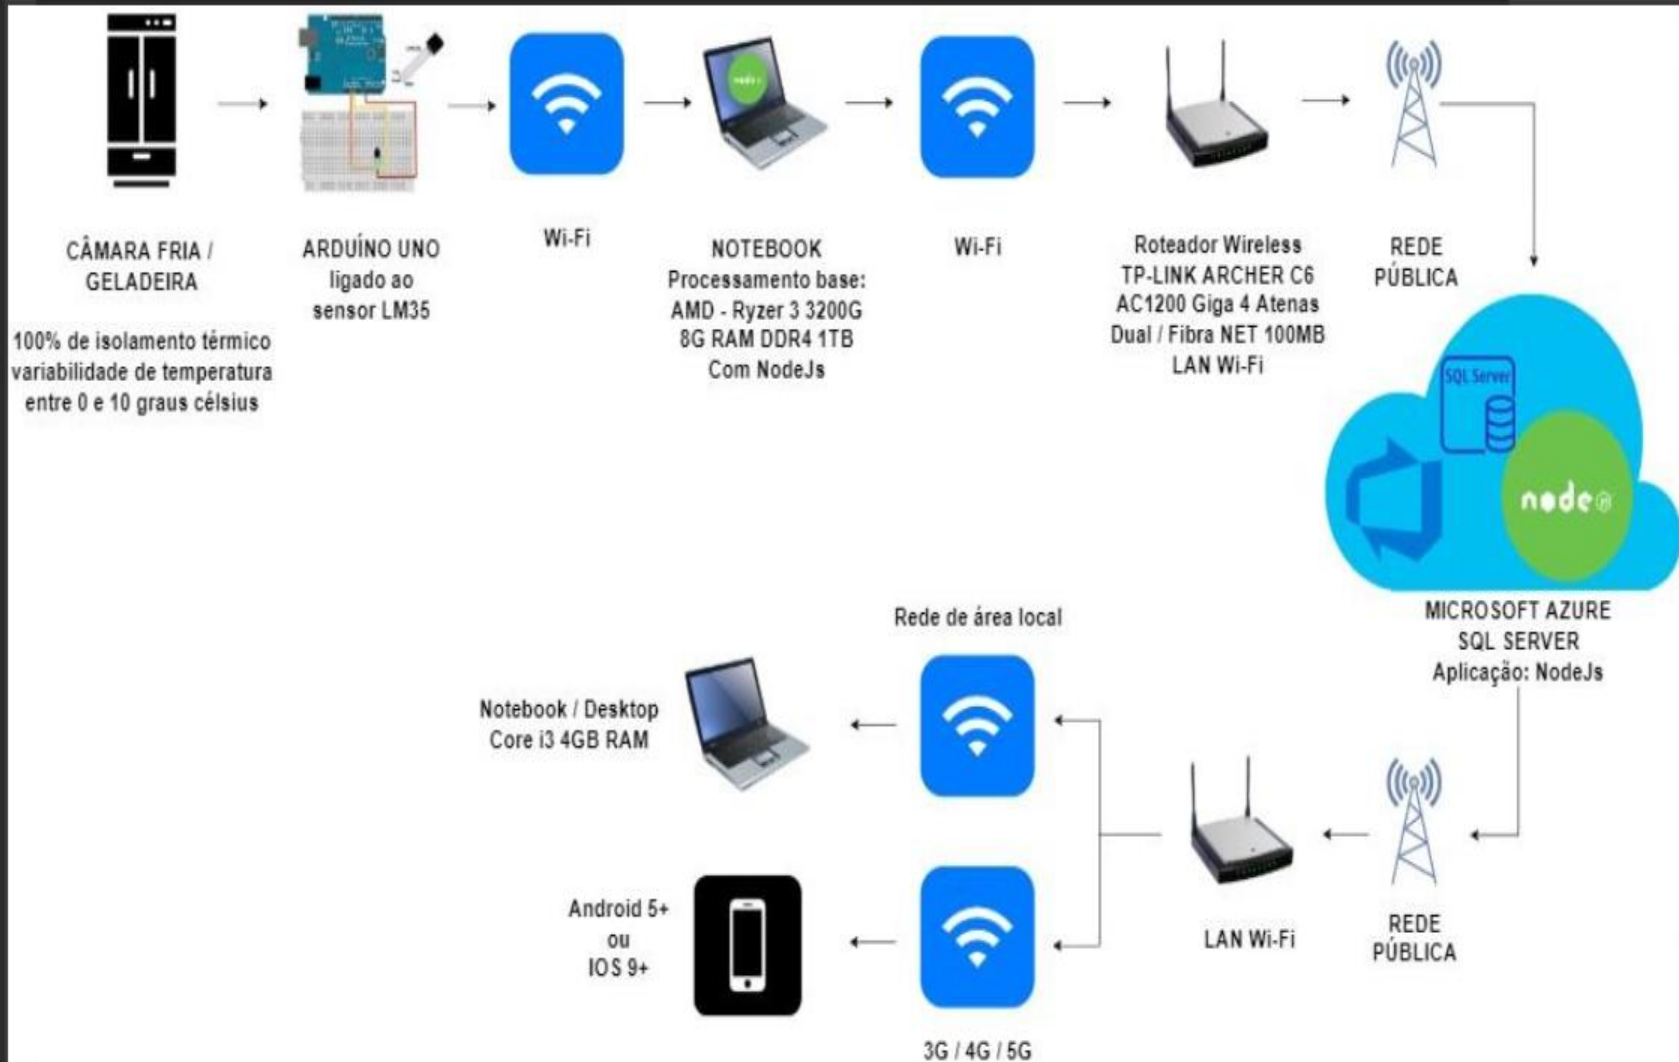 CÂMARA FRIA /
GELADEIRA
100% de isolamento térmico
variabilidade de temperatura
entre 0 e 10 graus célsius
ARDUÍNO UNO
ligado ao
sensor LM35
Wi-Fi
NOTEBOOK
Processamento base:
AMD - Ryzer 3 3200G
8G RAM DDR4 1TB
Com NodeJs
Wi-Fi
Roteador Wireless
TP-LINK ARCHER C6
AC1200 Giga 4 Atenas
Dual / Fibra NET 100MB
LAN Wi-Fi
REDE
PÚBLICA
SQL Server
node
MICROSOFT AZURE
SQL SERVER
Aplicação: NodeJs
Rede de área local
Notebook / Desktop
Core i3 4GB RAM
Android 5+
ou
IOS 9+
3G / 4G / 5G
LAN Wi-Fi
REDE
PÚBLICA